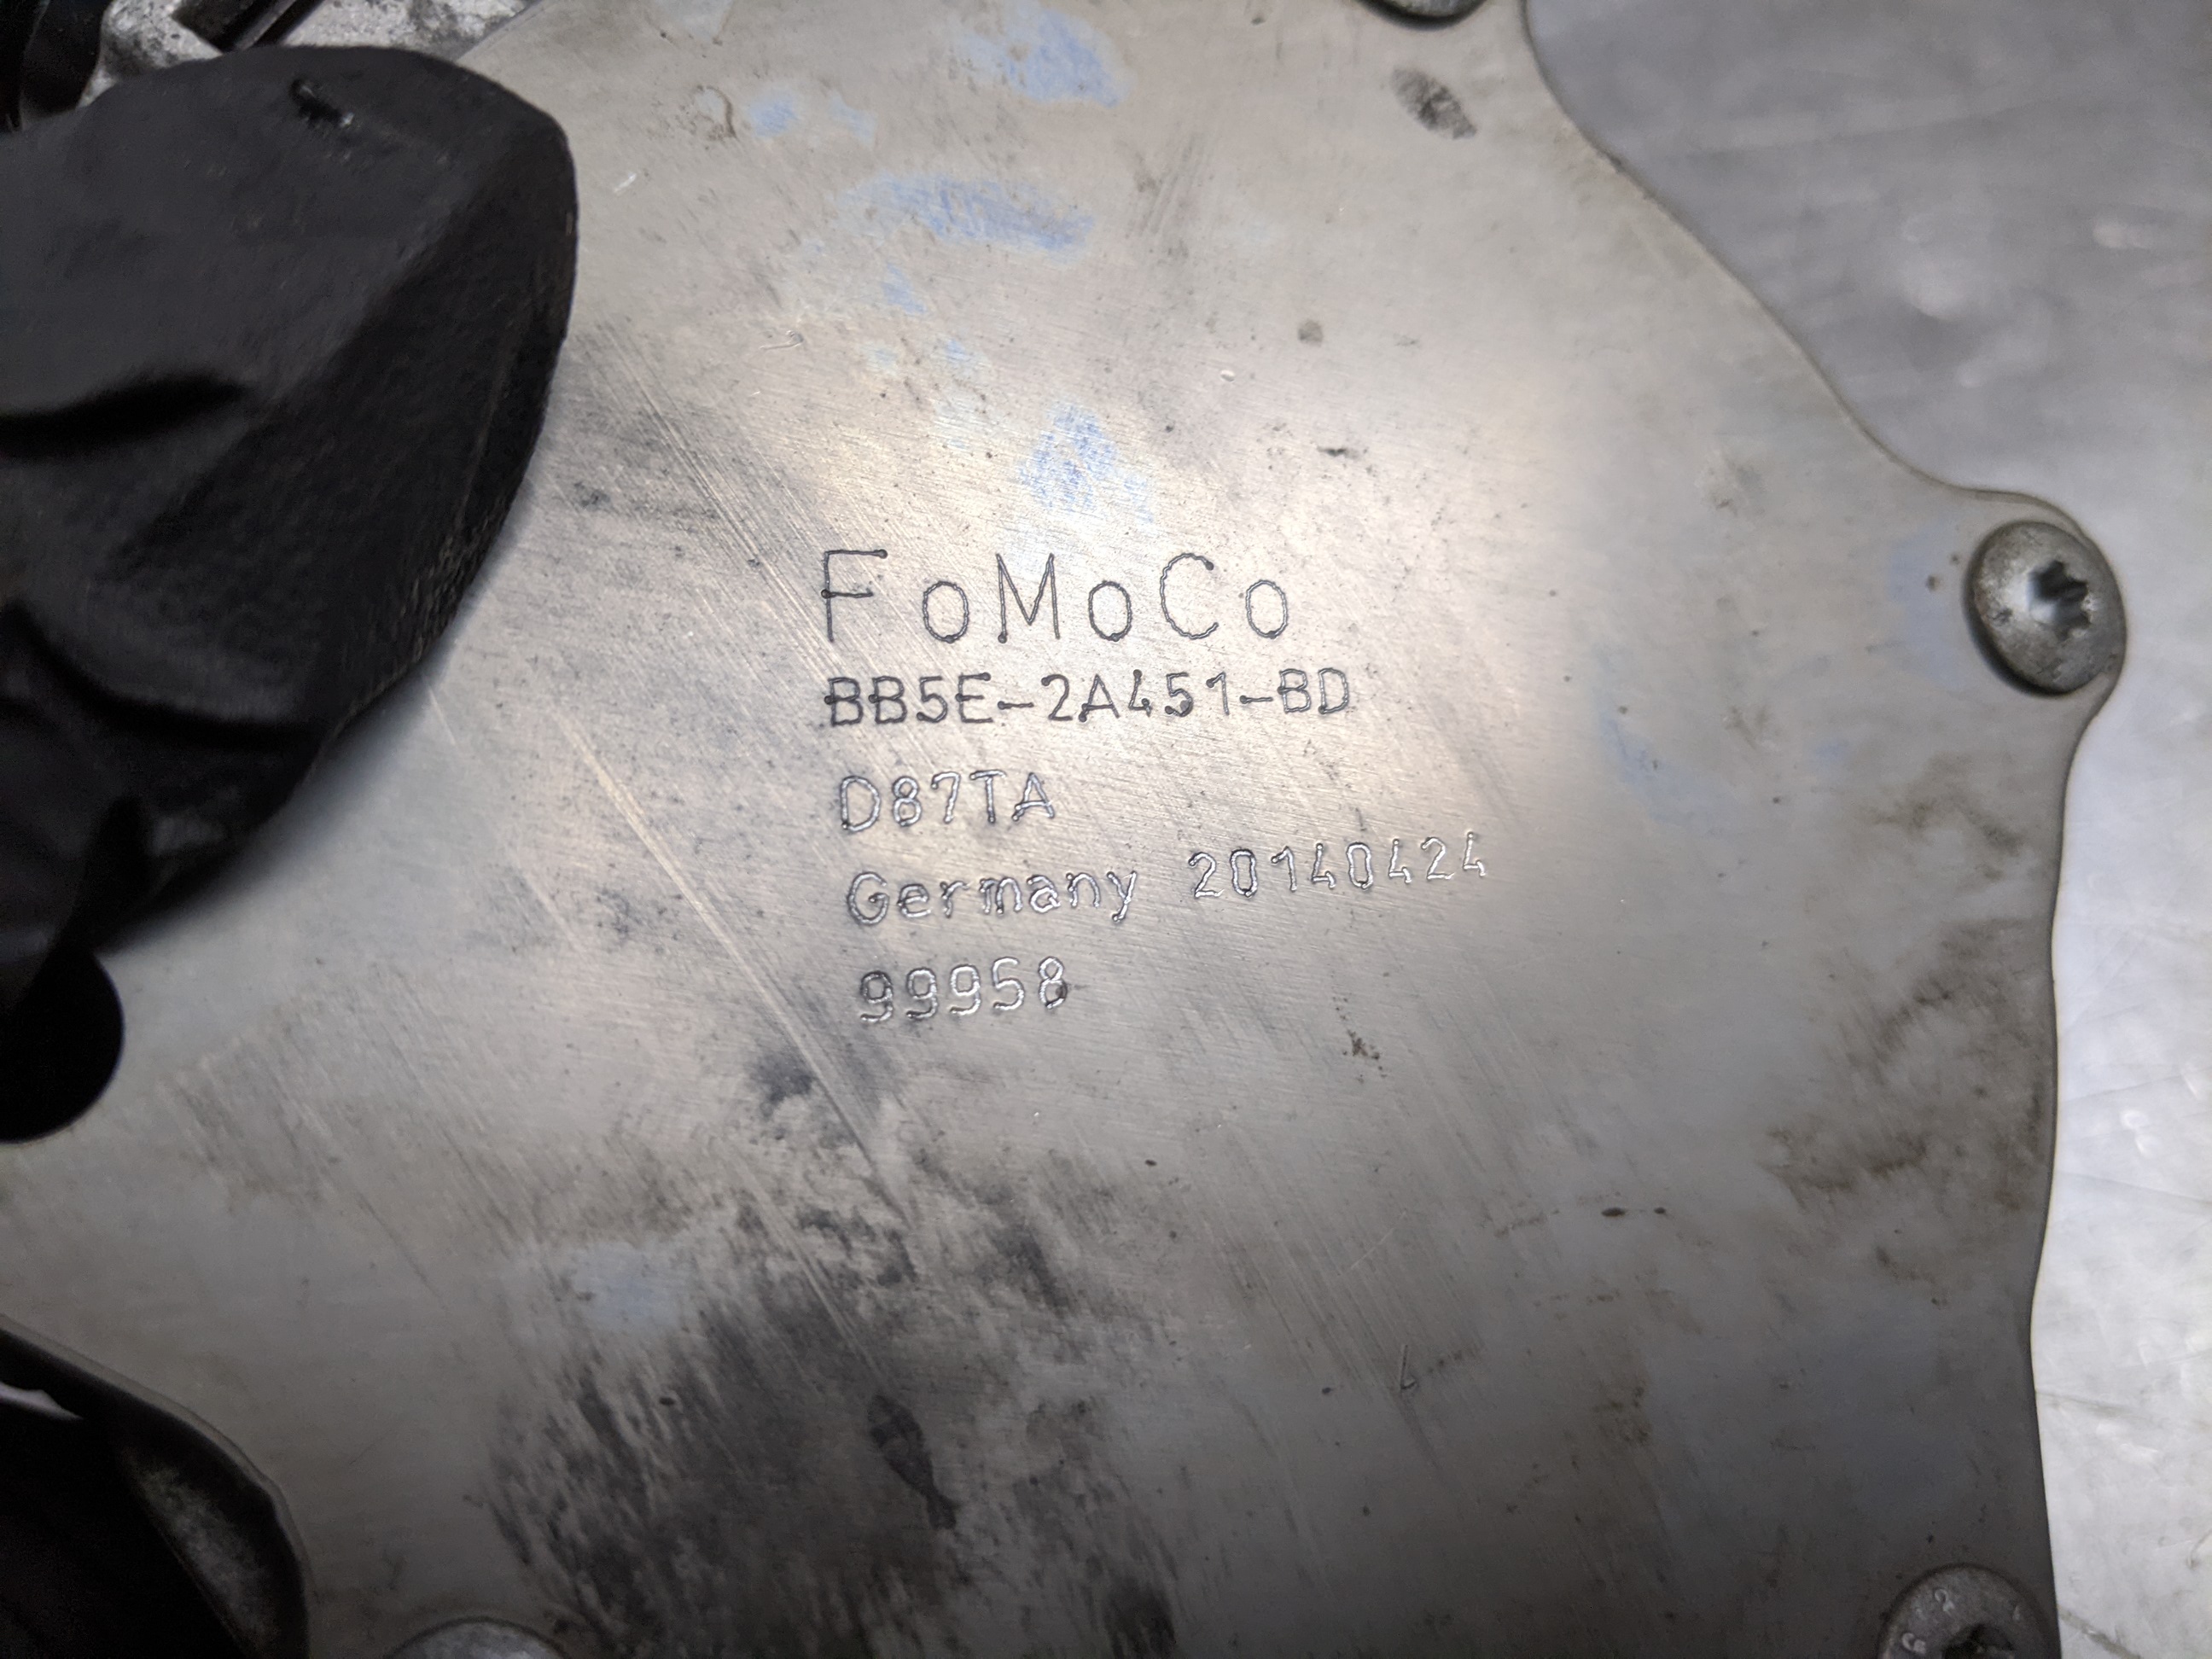 FoMoCo
BB5E-2A451-BD
D87TA
Germany 20140424
99958